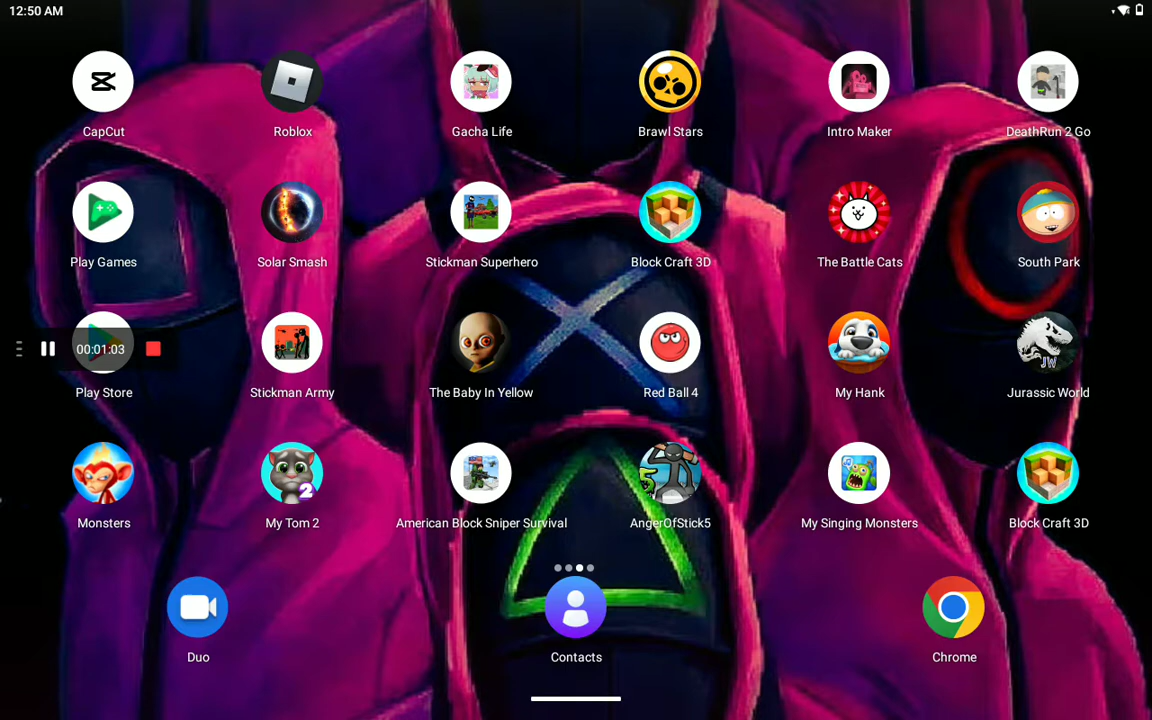 12:50 AM
CapCut
Roblox
Gacha Life
Brawl Stars
Intro Maker
DeathRun 2 Go
Play Games
Solar Smash
Stickman Superhero
Block Craft 3D
The Battle Cats
South Park
00:01:03
JW
Play Store
Stickman Army
The Baby In Yellow
Red Ball 4
My Hank
Jurassic World
2
5
Monsters
My Tom 2
American Block Sniper Survival
AngerOfStick5
My Singing Monsters
Block Craft 3D
Duo
Contacts
Chrome